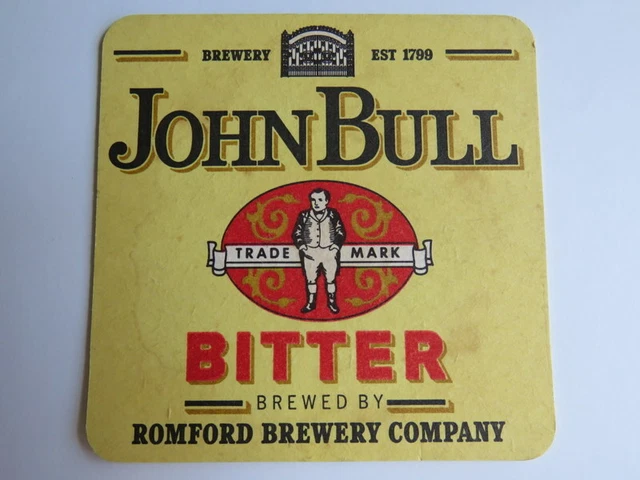 BREWERY EST 1799
JOHN BULL
TRADE MARK
BITTER
BREWED BY
ROMFORD BREWERY COMPANY